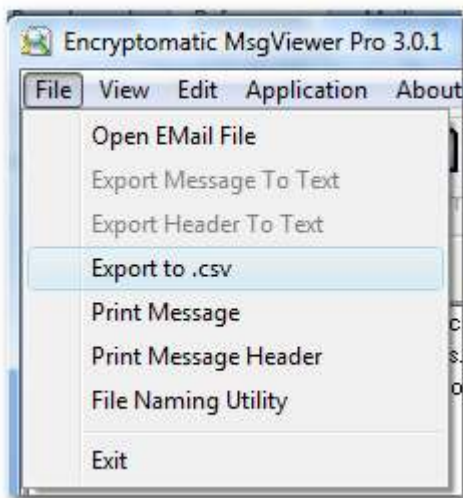 Encryptomatic MsgViewer Pro 3.0.1
File View Edit Application About
Open EMail File
Export Message To Text
Export Header To Text
Export to .csv
Print Message
Print Message Header
File Naming Utility
Exit